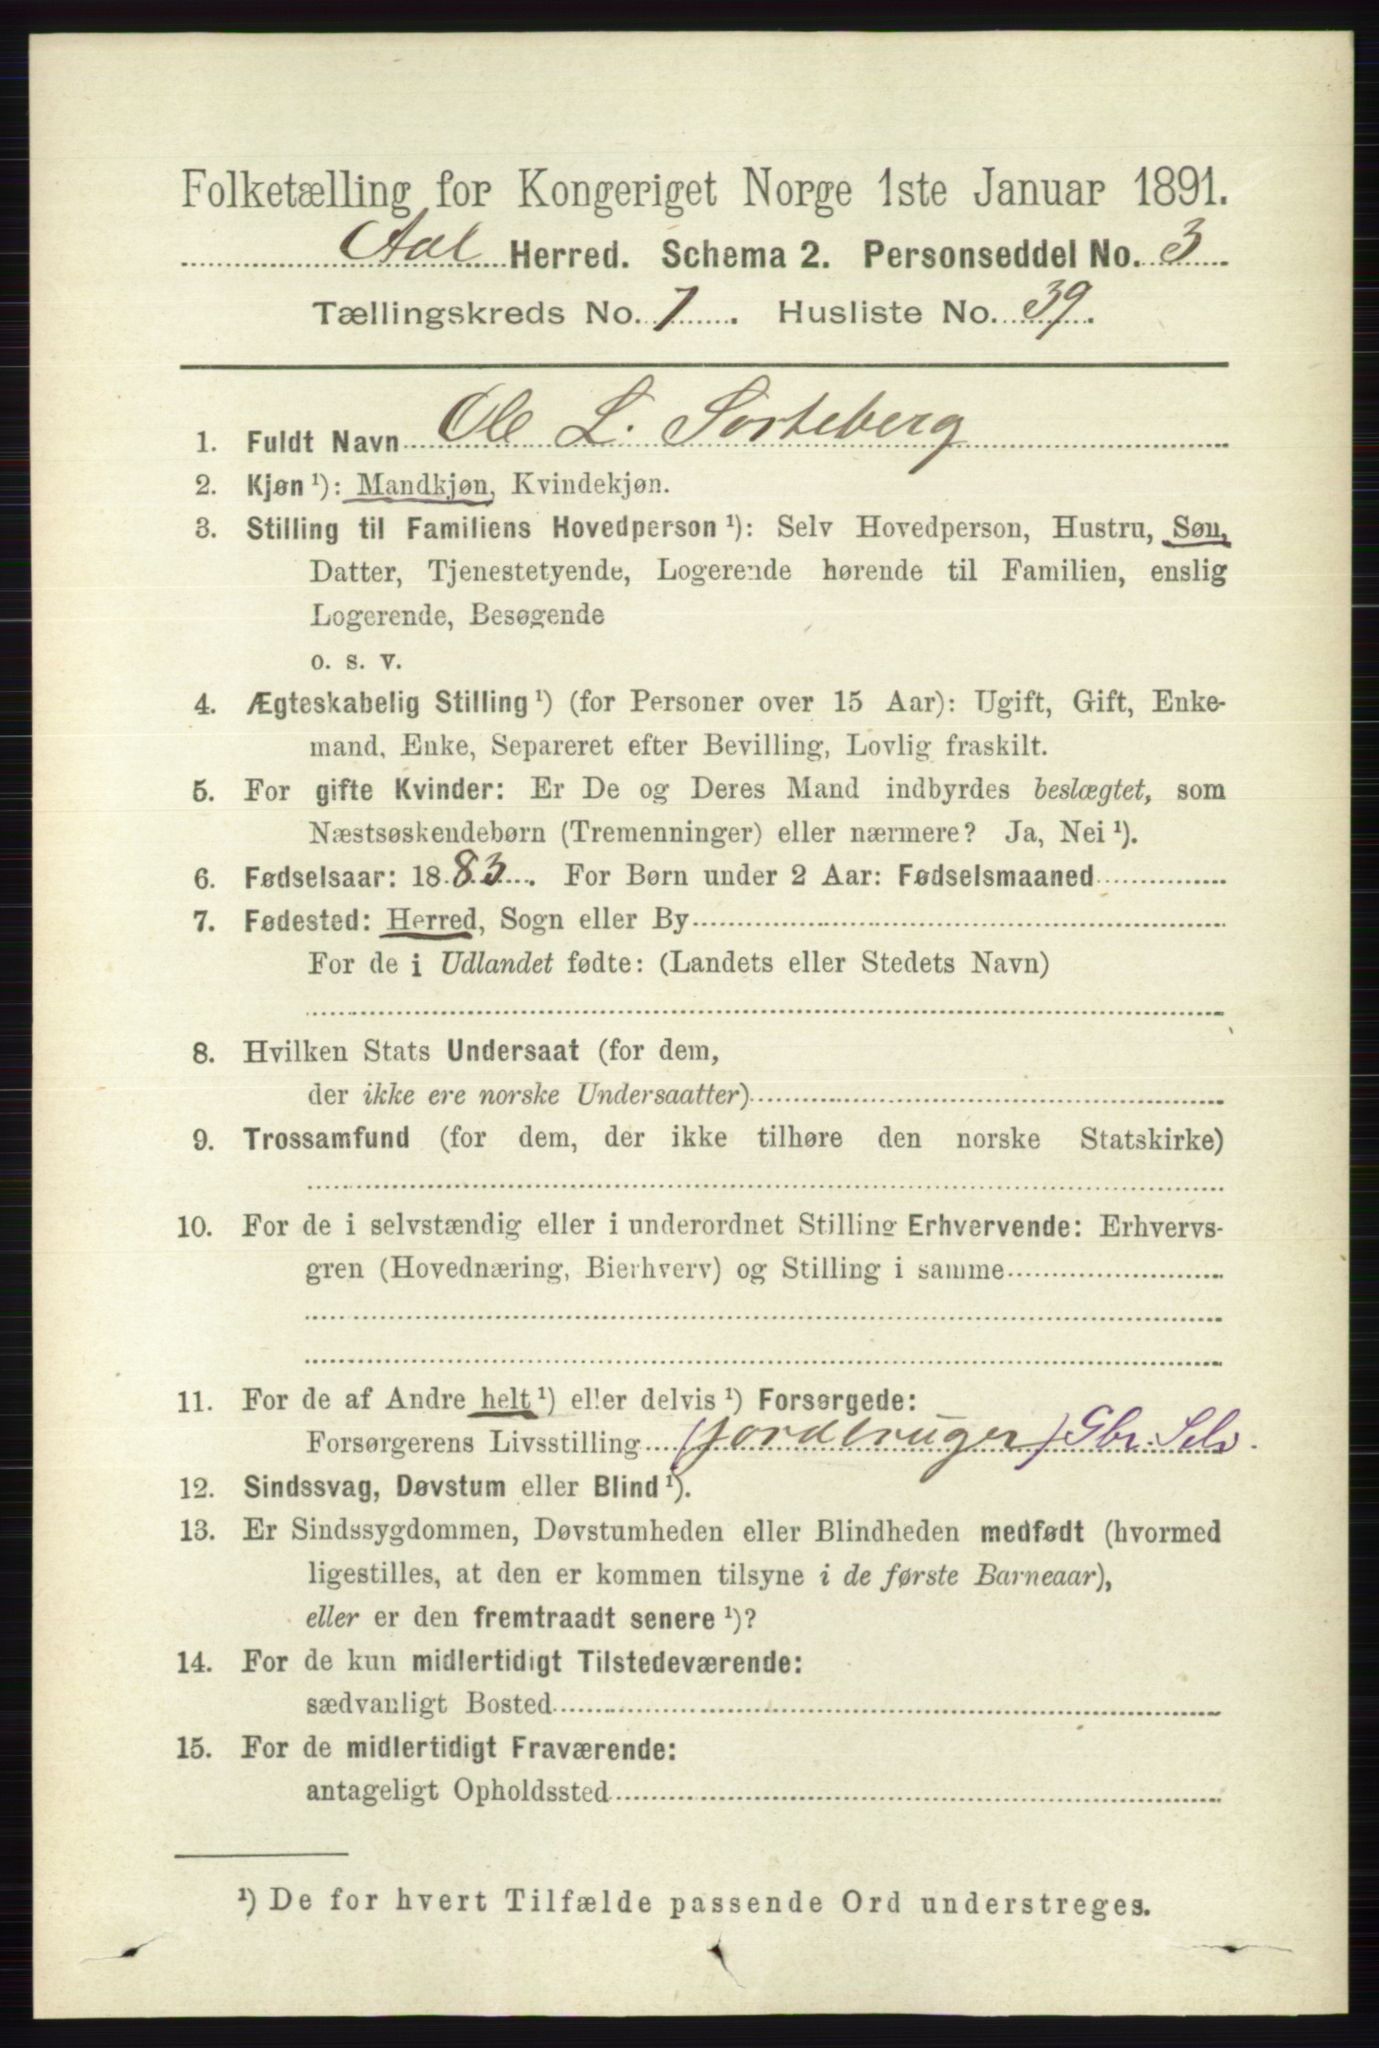 Folketælling for Kongeriget Norge 1ste Januar 1891.
Aal Herred. Schema 2. Personseddel No. 3
Tællingskreds No. 7. Husliste No. 39.
1. Fuldt Navn Ole L. Sorteberg
2. Kjøn ¹): Mandkjøn, Kvindekjøn.
3. Stilling til Familiens Hovedperson ¹): Selv Hovedperson, Hustru, Søn,
Datter, Tjenestetyende, Logerende hørende til Familien, enslig
Logerende, Besøgende
o. s. v.
4. Ægteskabelig Stilling ¹) (for Personer over 15 Aar): Ugift, Gift, Enke-
mand, Enke, Separeret efter Bevilling, Lovlig fraskilt.
5. For gifte Kvinder: Er De og Deres Mand indbyrdes beslægtet, som
Næstsøskendebørn (Tremenninger) eller nærmere? Ja, Nei ¹).
6. Fødselsaar: 1883. For Børn under 2 Aar: Fødselsmaaned
7. Fødested: Herred, Sogn eller By
For de i Udlandet fødte: (Landets eller Stedets Navn)
8. Hvilken Stats Undersaat (for dem,
der ikke ere norske Undersaatter)
9. Trossamfund (for dem, der ikke tilhøre den norske Statskirke)
10. For de i selvstændig eller i underordnet Stilling Erhvervende: Erhvervs-
gren (Hovednæring, Bierhverv) og Stilling i samme
11. For de af Andre helt ¹) eller delvis ¹) Forsørgede:
Forsørgerens Livsstilling (jordbruger) Gbr. Selv.
12. Sindssvag, Døvstum eller Blind ¹).
13. Er Sindssygdommen, Døvstumheden eller Blindheden medfødt (hvormed
ligestilles, at den er kommen tilsyne i de første Barneaar),
eller er den fremtraadt senere ¹)?
14. For de kun midlertidigt Tilstedeværende:
sædvanligt Bosted
15. For de midlertidigt Fraværende:
antageligt Opholdssted
¹) De for hvert Tilfælde passende Ord understreges.